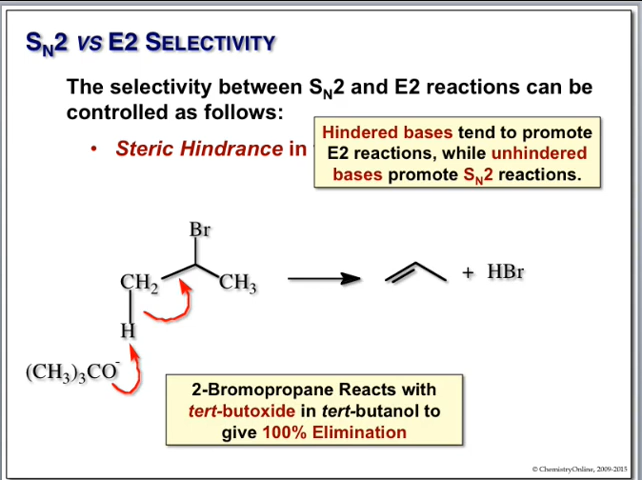 SN2 VS E2 SELECTIVITY
The selectivity between SN2 and E2 reactions can be
controlled as follows:
• Steric Hindrance in
Hindered bases tend to promote
E2 reactions, while unhindered
bases promote SN2 reactions.
Br
CH2
CH3
+ HBr
H
(CH3)3CO-
2-Bromopropane Reacts with
tert-butoxide in tert-butanol to
give 100% Elimination
© ChemistryOnline, 2009-2015